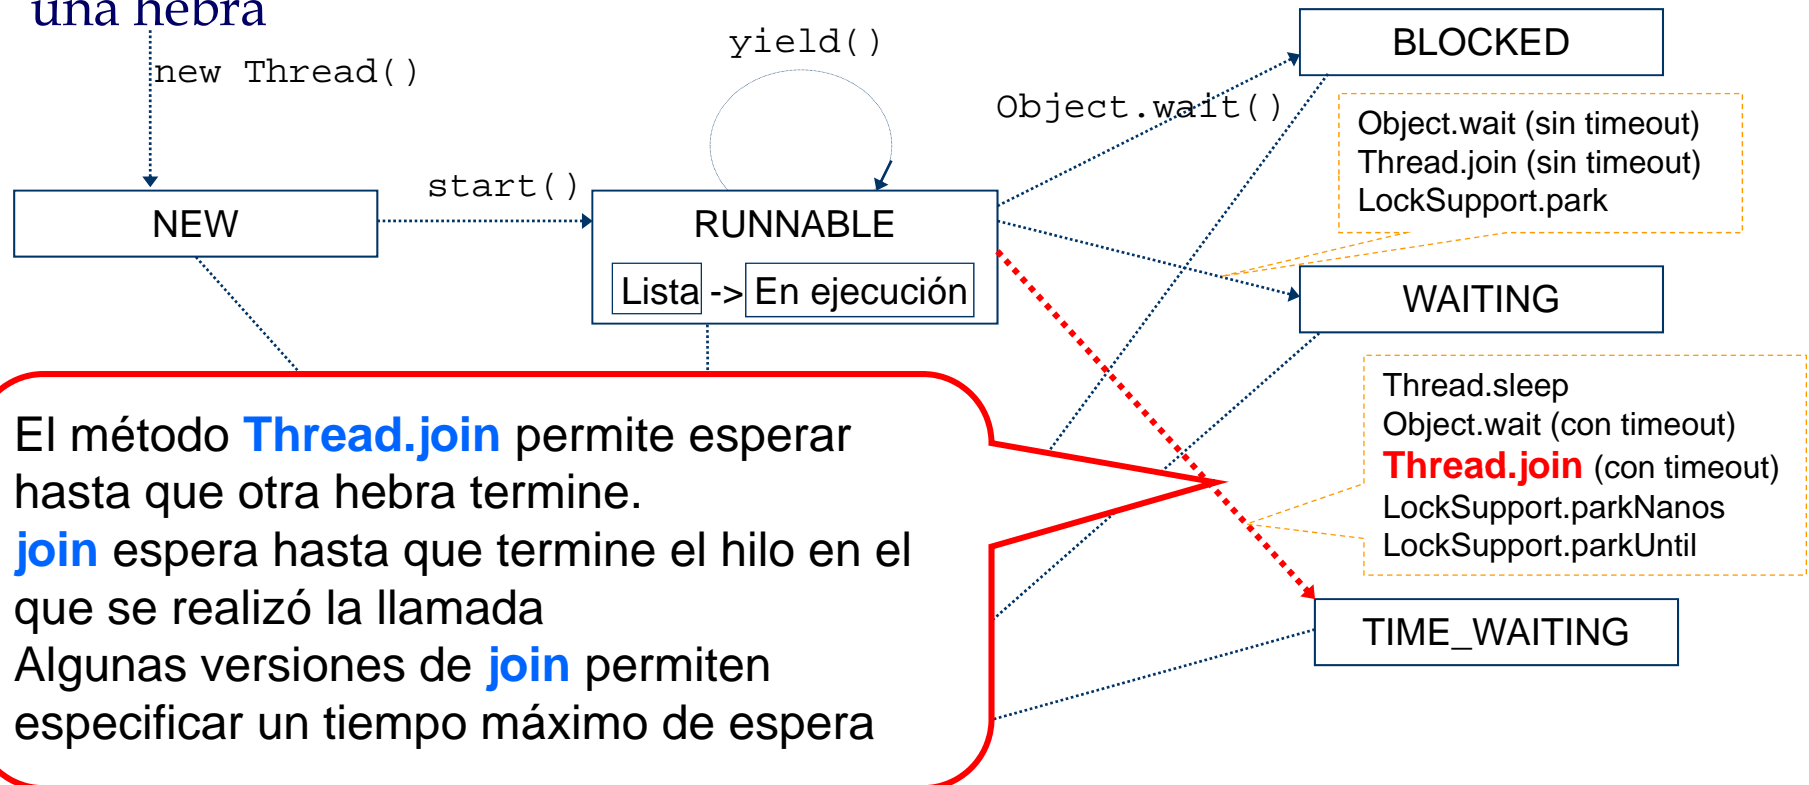 una hebra
new Thread()
yield()
Object.wait()
BLOCKED
Object.wait (sin timeout)
Thread.join (sin timeout)
LockSupport.park
start()
NEW
RUNNABLE
Lista -> En ejecución
WAITING
Thread.sleep
Object.wait (con timeout)
Thread.join (con timeout)
LockSupport.parkNanos
LockSupport.parkUntil
TIME_WAITING
El método Thread.join permite esperar
hasta que otra hebra termine.
join espera hasta que termine el hilo en el
que se realizó la llamada
Algunas versiones de join permiten
especificar un tiempo máximo de espera